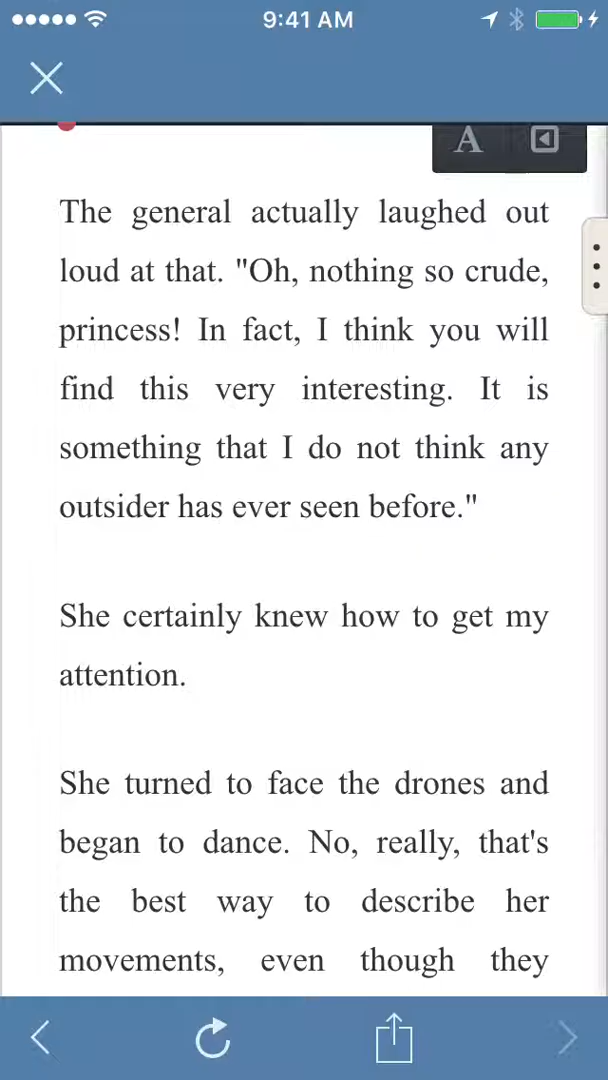 9:41 AM
A
The general actually laughed out
loud at that. "Oh, nothing so crude,
princess! In fact, I think you will
find this very interesting. It is
something that I do not think any
outsider has ever seen before."
She certainly knew how to get my
attention.
She turned to face the drones and
began to dance. No, really, that's
the best way to describe her
movements, even though they